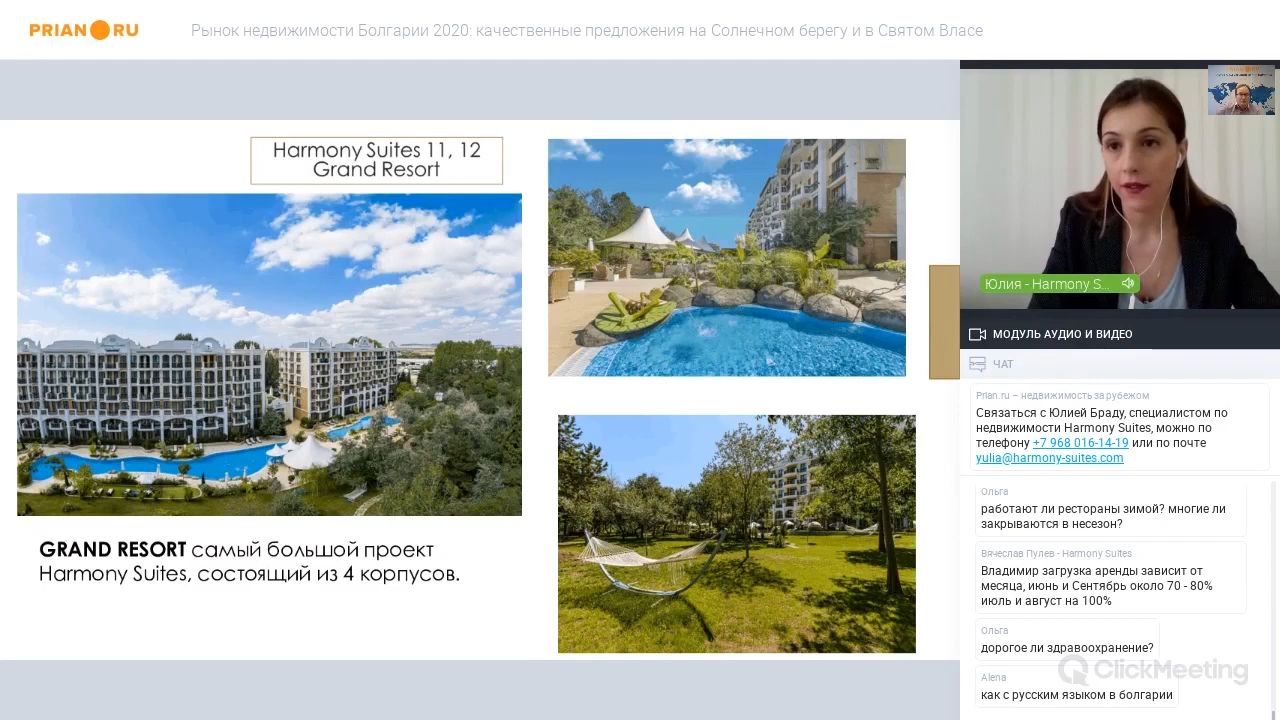 PRIAN.RU
Рынок недвижимости Болгарии 2020: качественные предложения на Солнечном берегу и в Святом Власе
Harmony Suites 11, 12
Grand Resort
GRAND RESORT самый большой проект
Harmony Suites, состоящий из 4 корпусов.
Юлия - Harmony S...
МОДУЛЬ АУДИО И ВИДЕО
ЧАТ
Prian.ru – недвижимость за рубежом
Связаться с Юлией Браду, специалистом по
недвижимости Harmony Suites, можно по
телефону +7 968 016-14-19 или по почте
yulia@harmony-suites.com
Ольга
работают ли рестораны зимой? многие ли
закрываются в несезон?
Вячеслав Пулев - Harmony Suites
Владимир загрузка аренды зависит от
месяца, июнь и Сентябрь около 70 - 80%
июль и август на 100%
Ольга
дорогое ли здравоохранение?
ClickMeeting
Alena
как с русским языком в болгарии